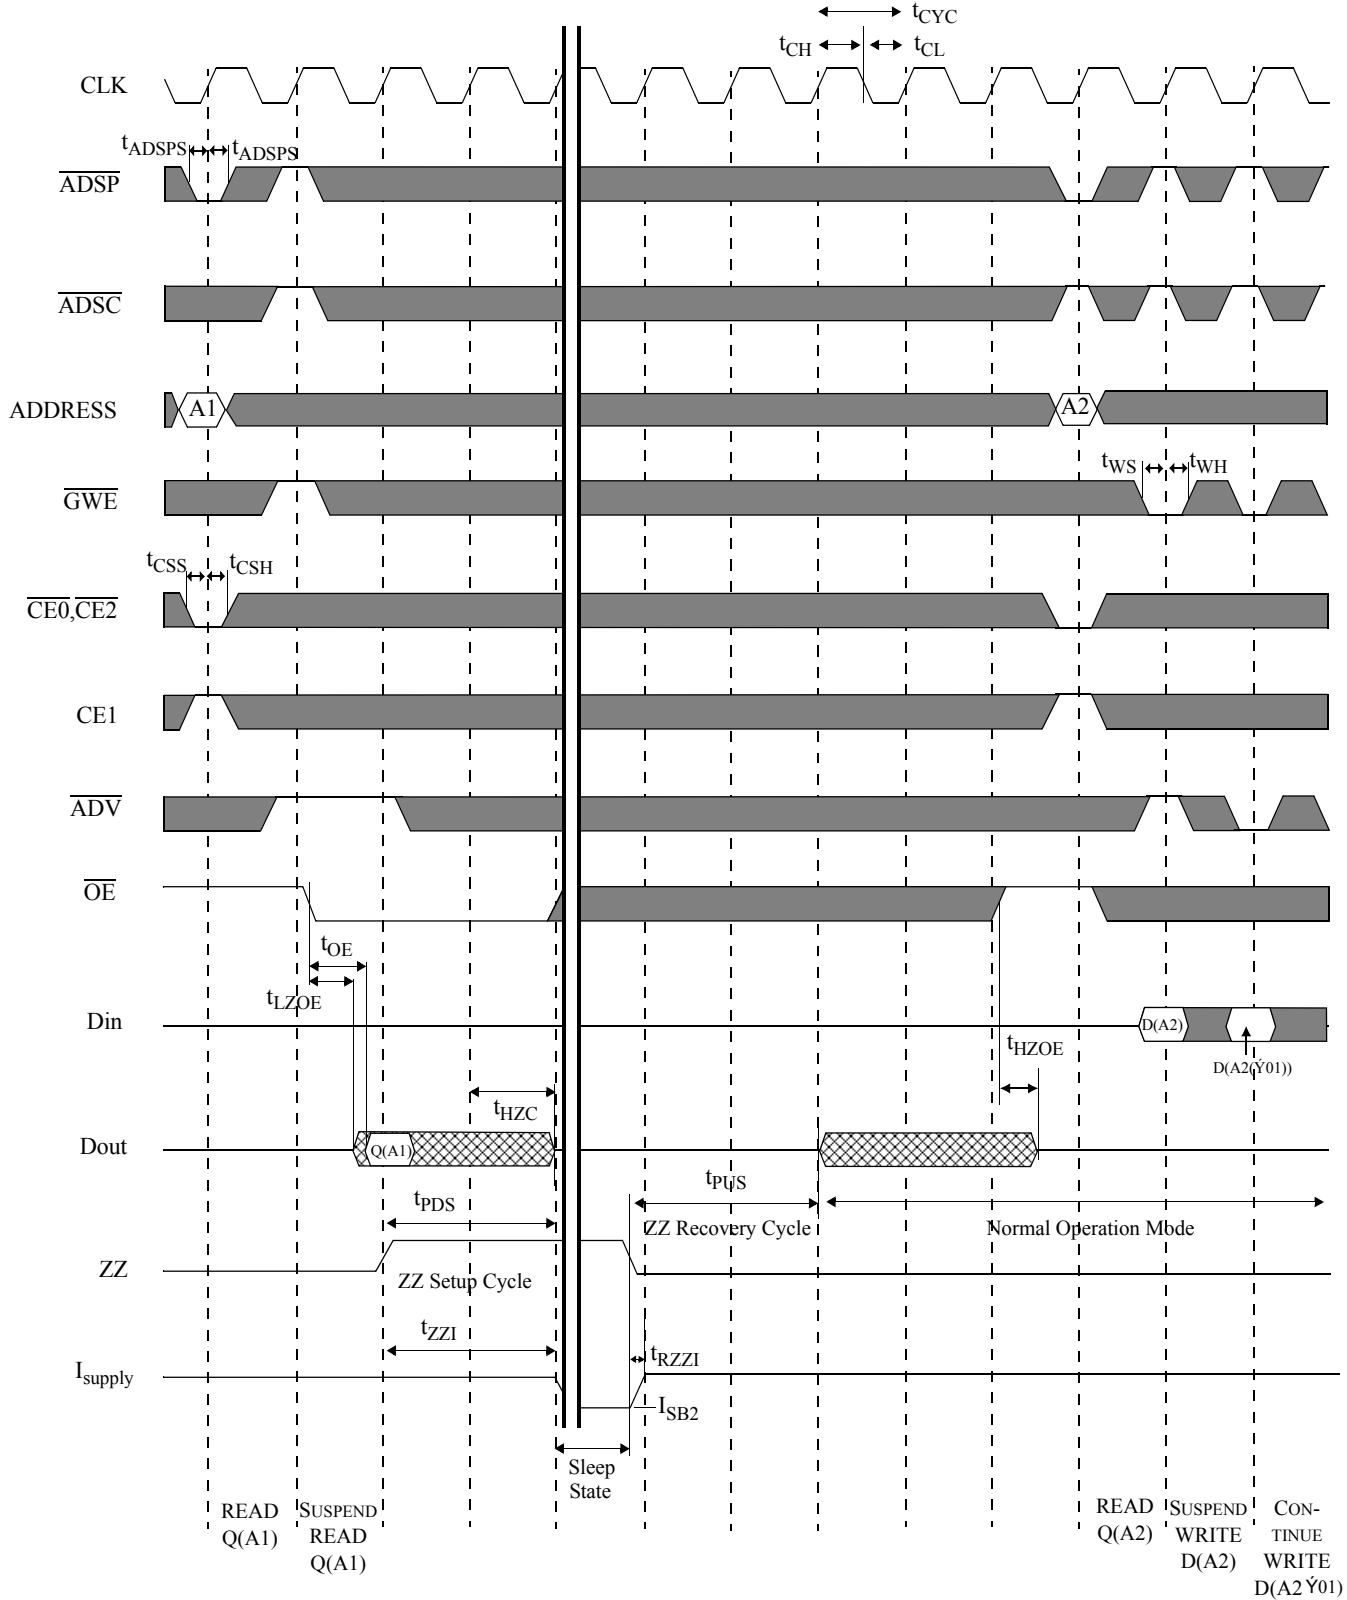 tCYC
tCH tCL
CLK
tADSPS tADSPS
ADSP
ADSC
ADDRESS A1 A2
tWS tWH
GWE
tCSS tCSH
CE0,CE2
CE1
ADV
OE
tOE
tLZOE
Din D(A2)
tHZOE
D(A2(Ý01))
tHZC
Dout Q(A1)
tPDS tPUS
ZZ Recovery Cycle Normal Operation Mode
ZZ
ZZ Setup Cycle
tZZI
tRZZI
Isupply
ISB2
Sleep
State
READ
Q(A1)
SUSPEND
READ
Q(A1)
READ
Q(A2)
SUSPEND
WRITE
D(A2)
CON-
TINUE
WRITE
D(A2Ý01)